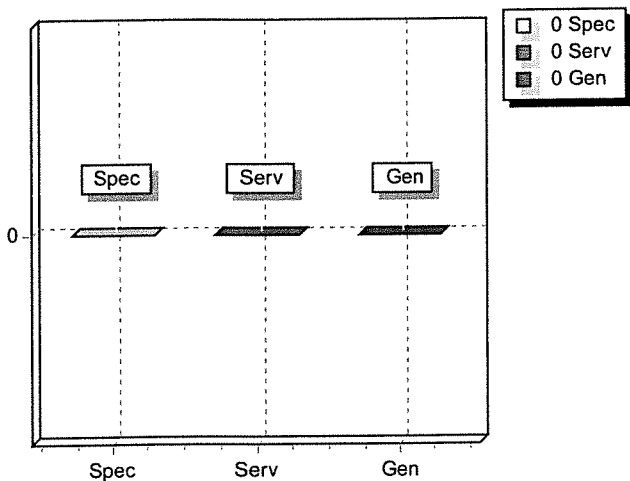 0 Spec
0 Serv
0 Gen
Spec
Serv
Gen
0
Spec
Serv
Gen